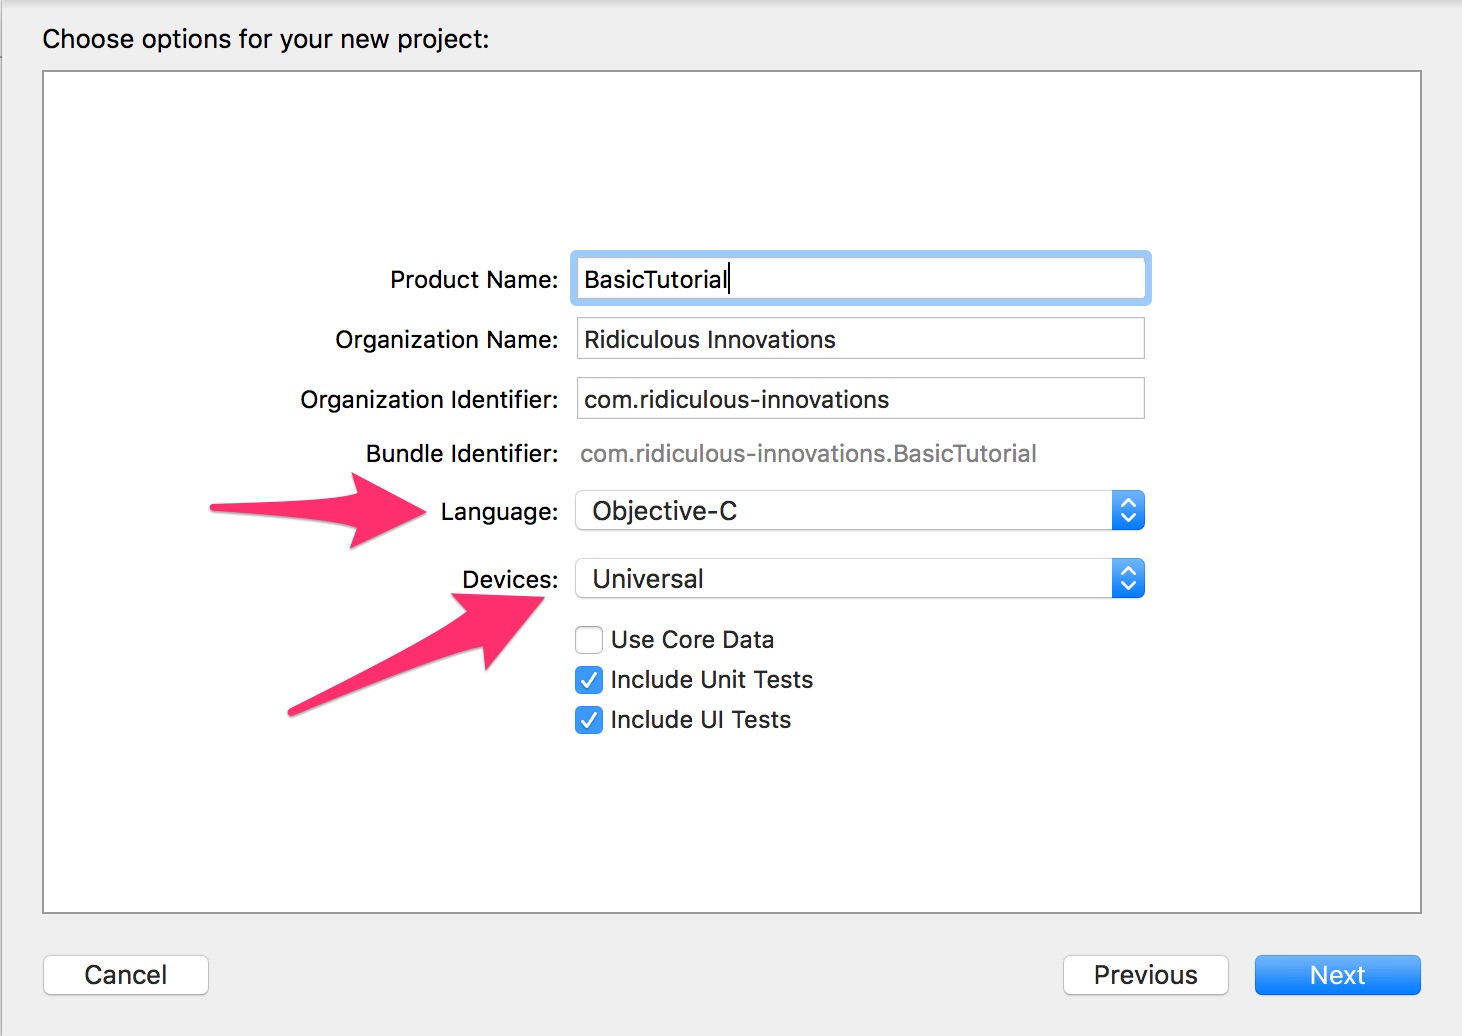 Choose options for your new project:
Product Name: BasicTutorial
Organization Name: Ridiculous Innovations
Organization Identifier: com.ridiculous-innovations
Bundle Identifier: com.ridiculous-innovations.BasicTutorial
Language: Objective-C
Devices: Universal
Use Core Data
Include Unit Tests
Include UI Tests
Cancel Previous Next